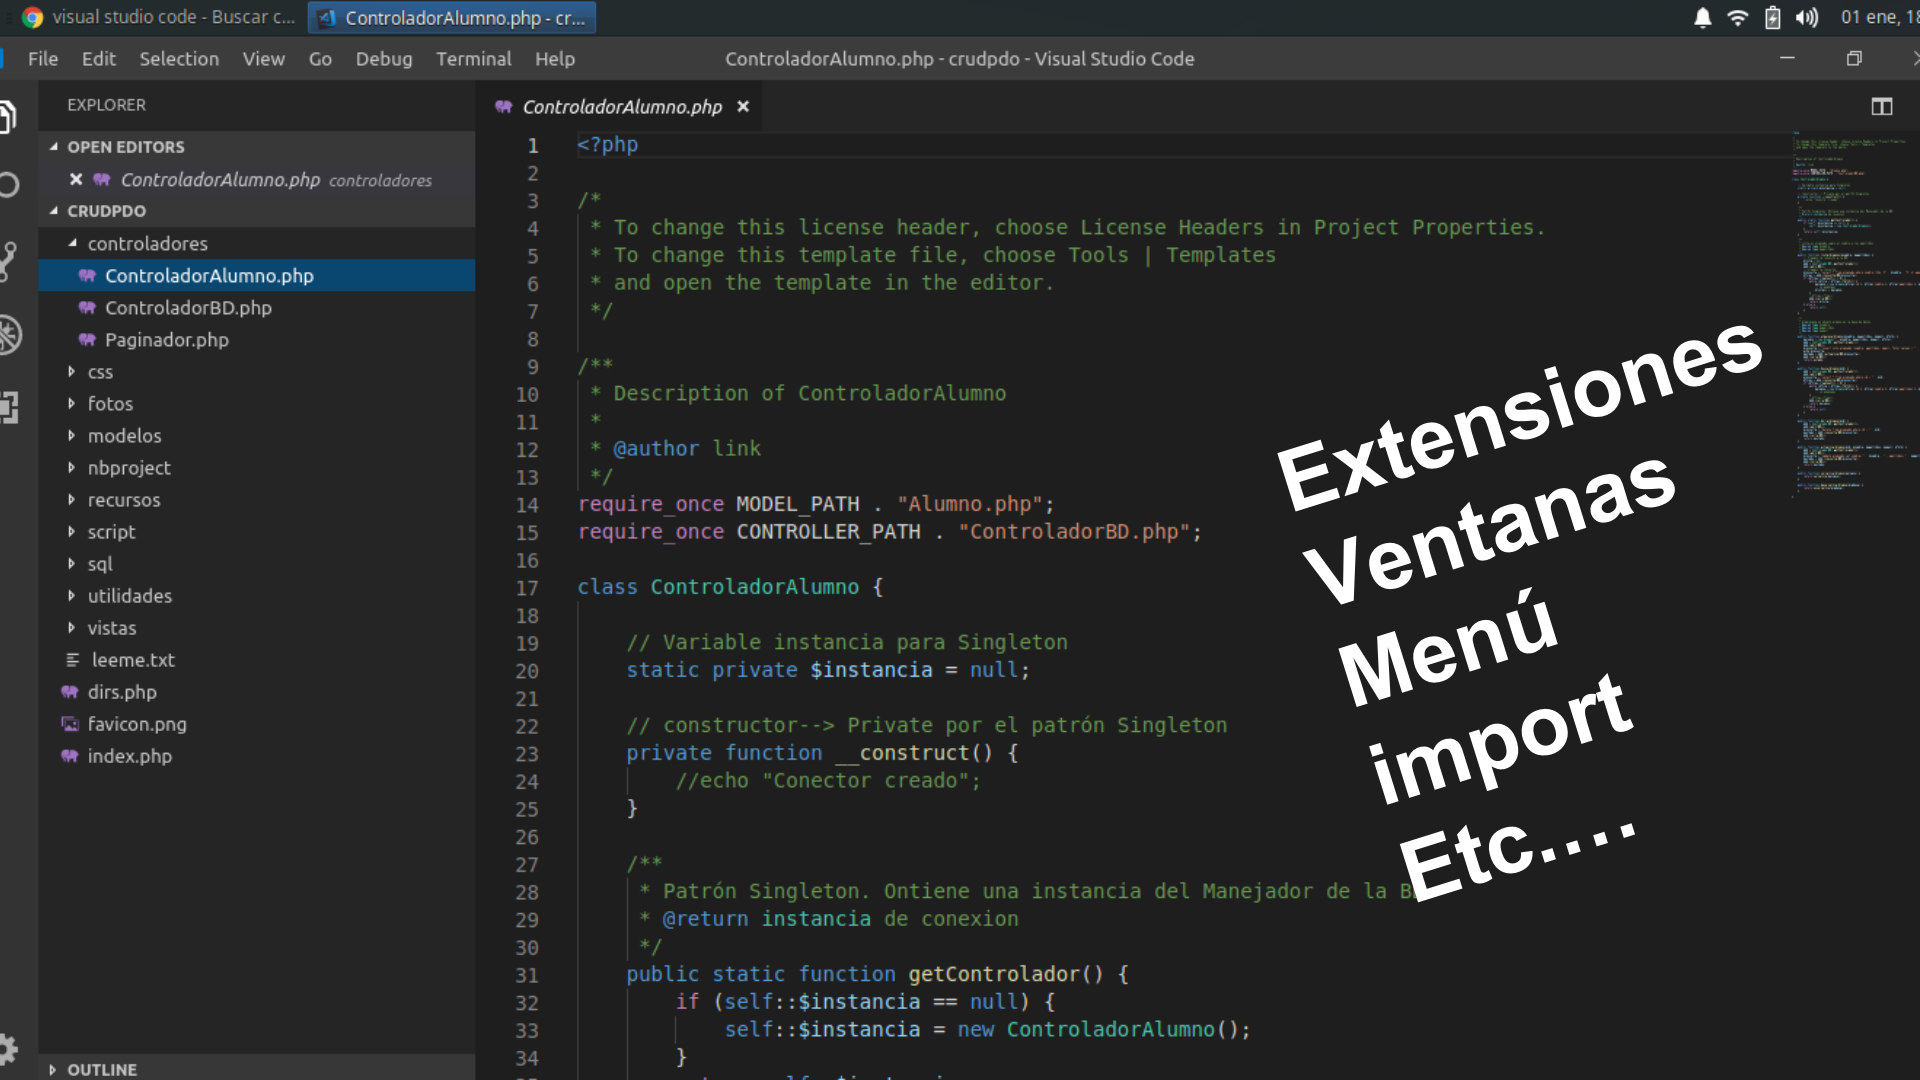 visual studio code - Buscar c...
ControladorAlumno.php - cr...
01 ene, 18
File Edit Selection View Go Debug Terminal Help
ControladorAlumno.php - crudpdo - Visual Studio Code
EXPLORER
OPEN EDITORS
ControladorAlumno.php controladores
CRUDPDO
controladores
ControladorAlumno.php
ControladorBD.php
Paginador.php
css
fotos
modelos
nbproject
recursos
script
sql
utilidades
vistas
leeme.txt
dirs.php
favicon.png
index.php
OUTLINE
ControladorAlumno.php
1 <?php
2
3 /*
4 * To change this license header, choose License Headers in Project Properties.
5 * To change this template file, choose Tools | Templates
6 * and open the template in the editor.
7 */
8
9 /**
10 * Description of ControladorAlumno
11 *
12 * @author link
13 */
14 require_once MODEL_PATH . "Alumno.php";
15 require_once CONTROLLER_PATH . "ControladorBD.php";
16
17 class ControladorAlumno {
18
19 // Variable instancia para Singleton
20 static private $instancia = null;
21
22 // constructor--> Private por el patrón Singleton
23 private function __construct() {
24 //echo "Conector creado";
25 }
26
27 /**
28 * Patrón Singleton. Ontiene una instancia del Manejador de la B
29 * @return instancia de conexion
30 */
31 public static function getControlador() {
32 if (self::$instancia == null) {
33 self::$instancia = new ControladorAlumno();
34 }
Extensiones
Ventanas
Menú
import
Etc....